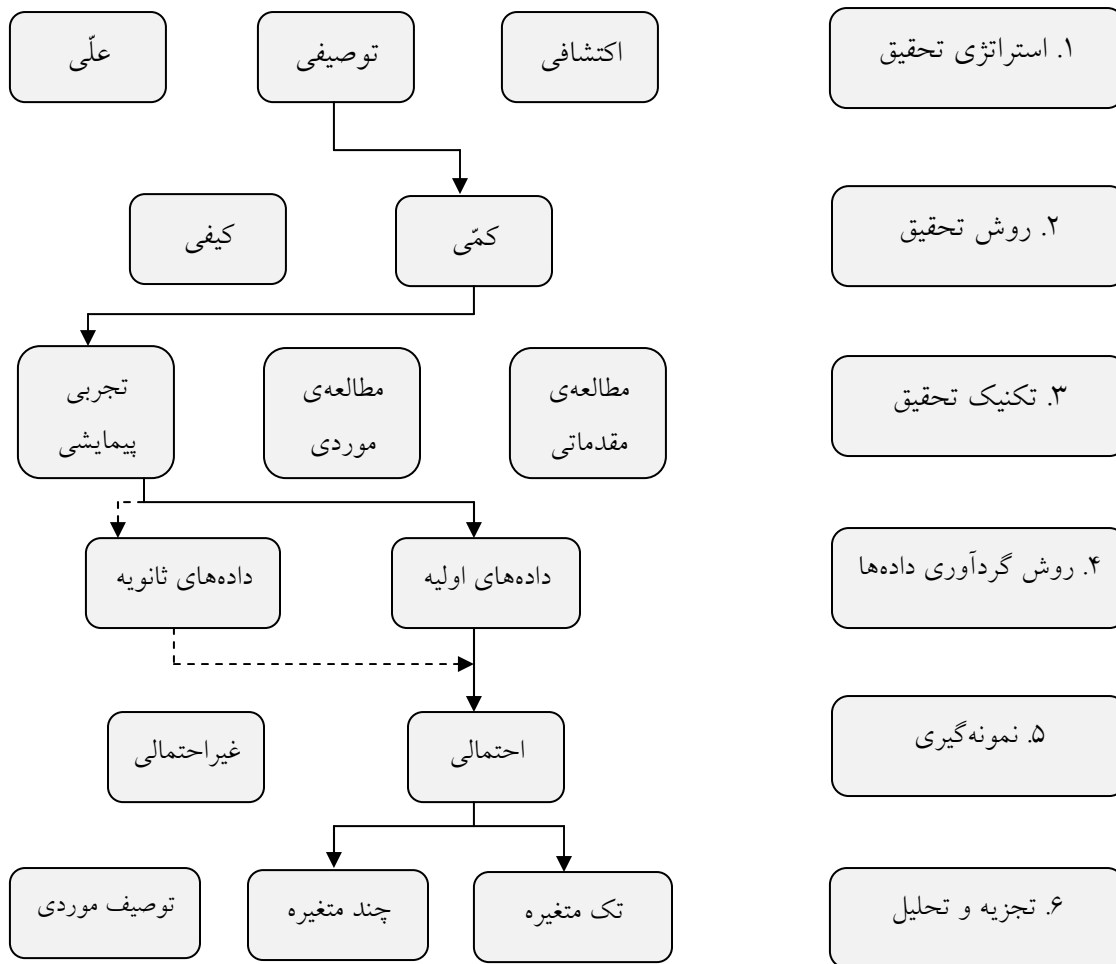 ۱. استراتژی تحقیق
اکتشافی
توصیفی
علّی
۲. روش تحقیق
کمّی
کیفی
۳. تکنیک تحقیق
مطالعه‌ی
مقدماتی
مطالعه‌ی
موردی
تجربی
پیمایشی
۴. روش گردآوری داده‌ها
داده‌های اولیه
داده‌های ثانویه
۵. نمونه‌گیری
احتمالی
غیراحتمالی
۶. تجزیه و تحلیل
تک متغیره
چند متغیره
توصیف موردی